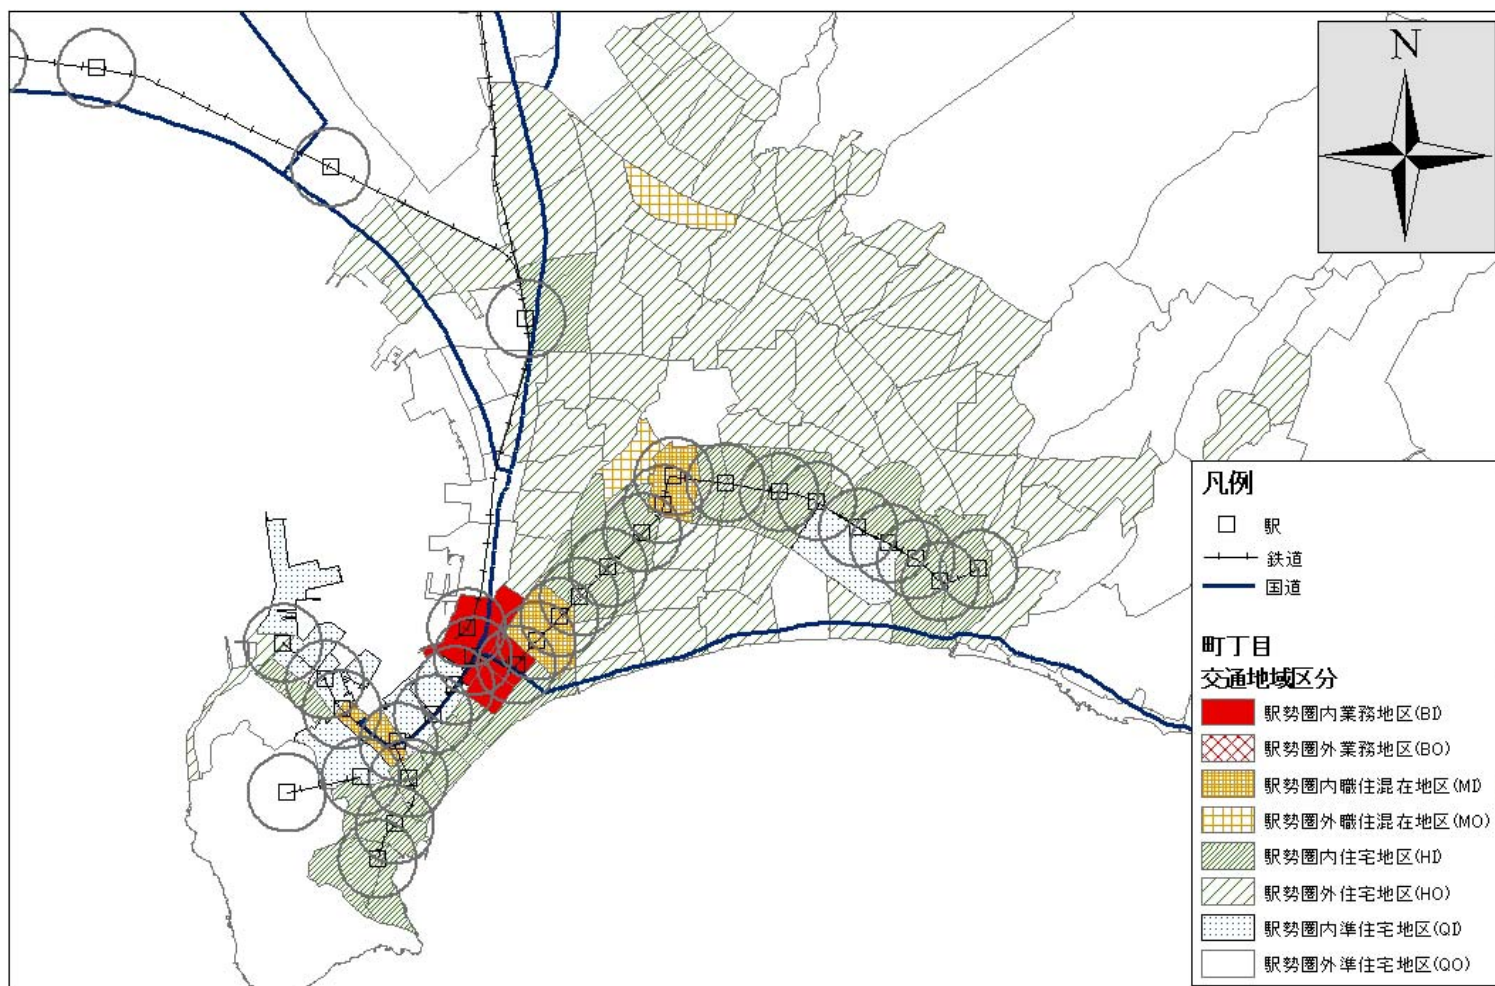 N
凡例
駅
鉄道
国道
町丁目
交通地域区分
駅勢圏内業務地区(BI)
駅勢圏外業務地区(BO)
駅勢圏内職住混在地区(MI)
駅勢圏外職住混在地区(MO)
駅勢圏内住宅地区(HI)
駅勢圏外住宅地区(HO)
駅勢圏内準住宅地区(QI)
駅勢圏外準住宅地区(QO)